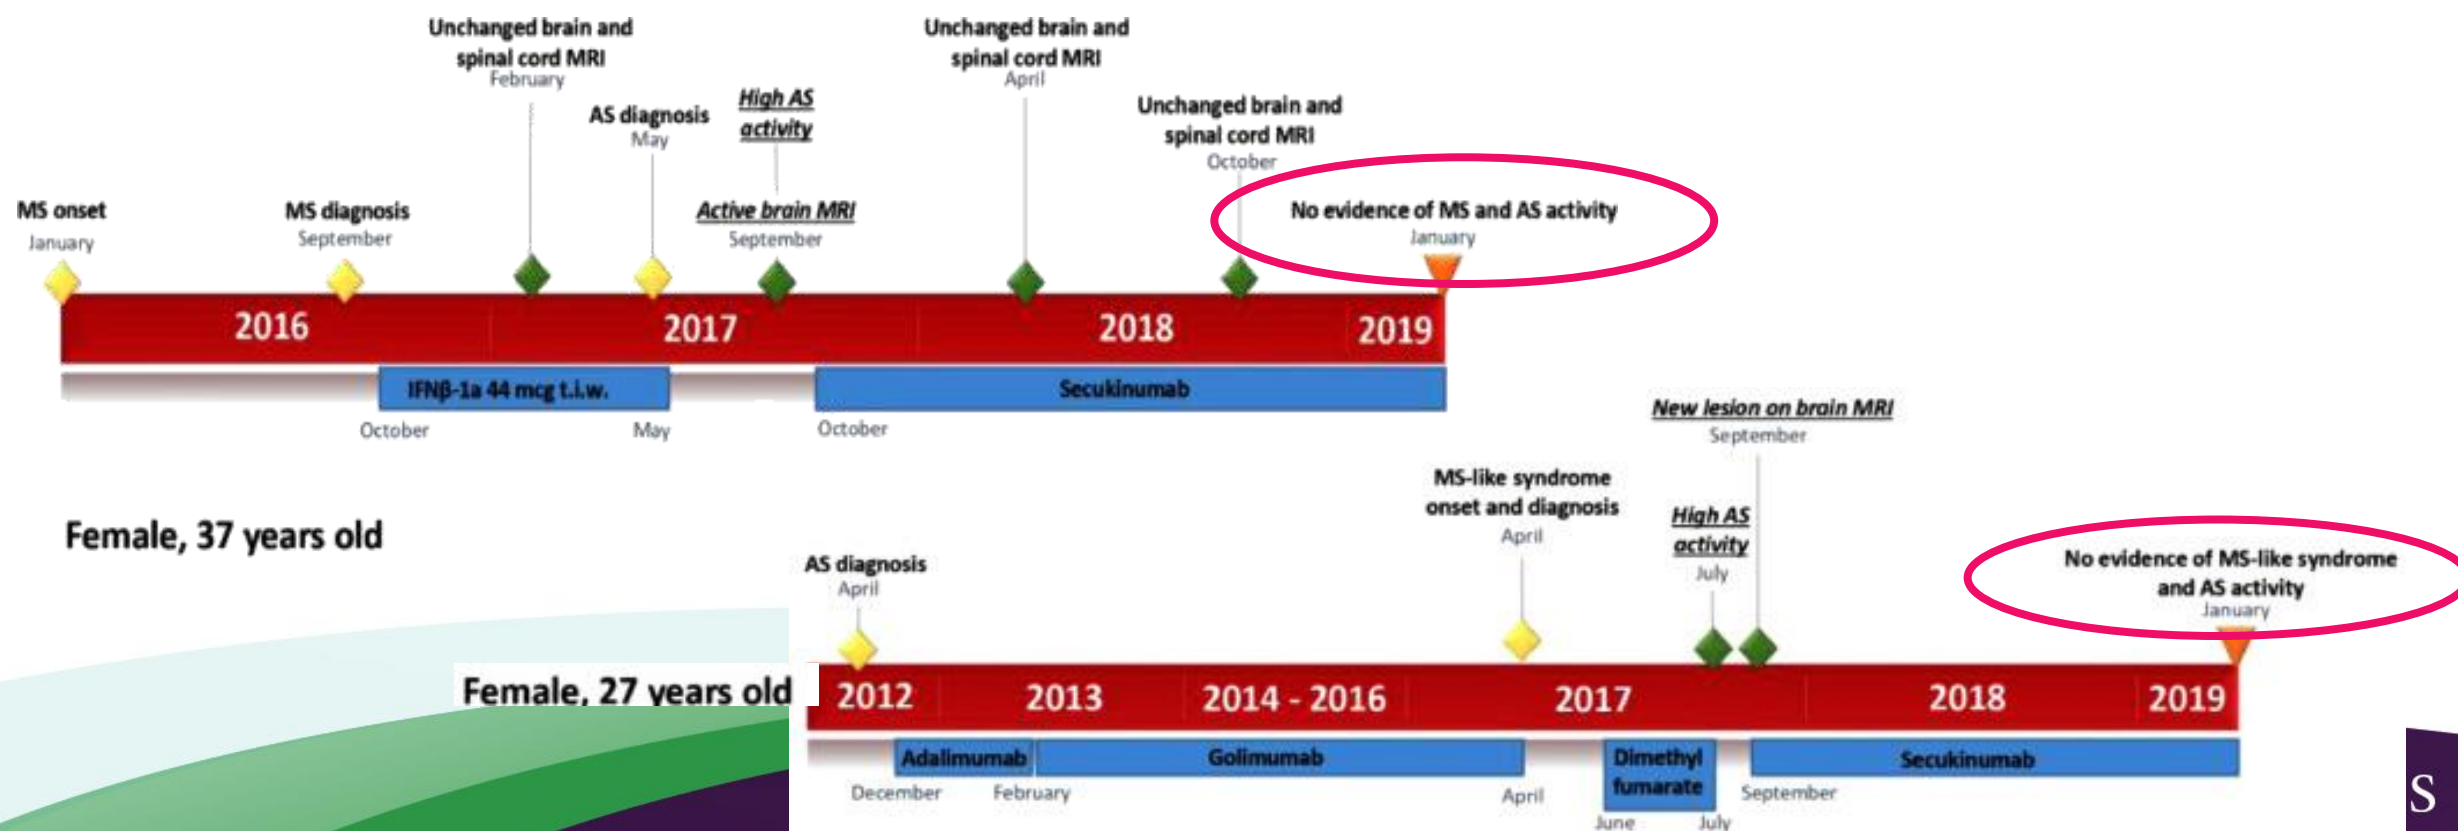 Unchanged brain and
spinal cord MRI
February
Unchanged brain and
spinal cord MRI
April
High AS
activity
AS diagnosis
May
Unchanged brain and
spinal cord MRI
October
MS onset
January
MS diagnosis
September
Active brain MRI
September
No evidence of MS and AS activity
January
2016
2017
2018
2019
IFNβ-1a 44 mcg t.i.w.
Secukinumab
October
May
October
Female, 37 years old
New lesion on brain MRI
September
MS-like syndrome
onset and diagnosis
April
High AS
activity
July
AS diagnosis
April
No evidence of MS-like syndrome
and AS activity
January
Female, 27 years old
2012
2013
2014 - 2016
2017
2018
2019
Adalimumab
Golimumab
Dimethyl
fumarate
Secukinumab
December
February
April
June
July
September
S